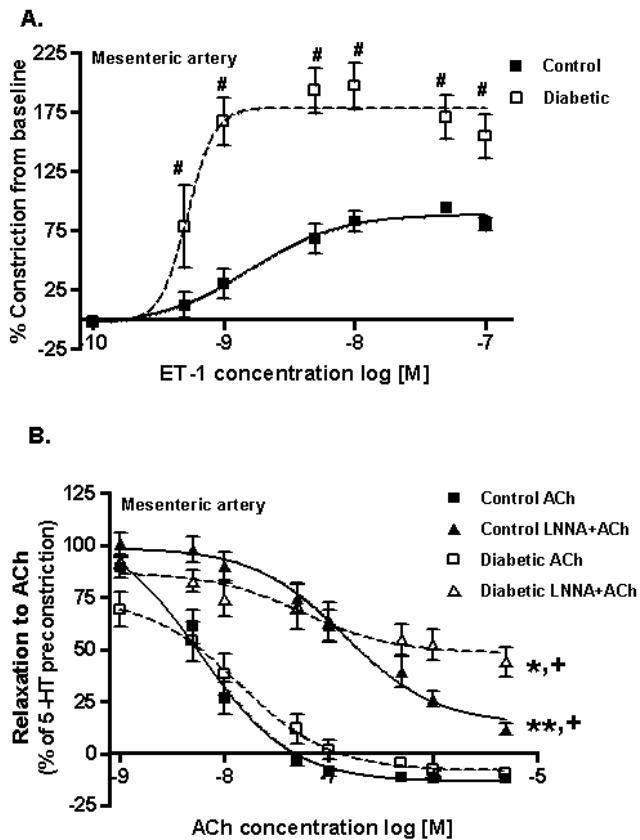 A.
225
175
125
75
25
-25
% Constriction from baseline
Mesenteric artery
# # # # # #
Control
Diabetic
-10 -9 -8 -7
ET-1 concentration log [M]
B.
125
100
75
50
25
0
-25
Relaxation to ACh
(% of 5-HT preconstriction)
Mesenteric artery
Control ACh
Control LNNA+ACh
Diabetic ACh
Diabetic LNNA+ACh
*,+
**,+
-9 -8 -7 -5
ACh concentration log [M]